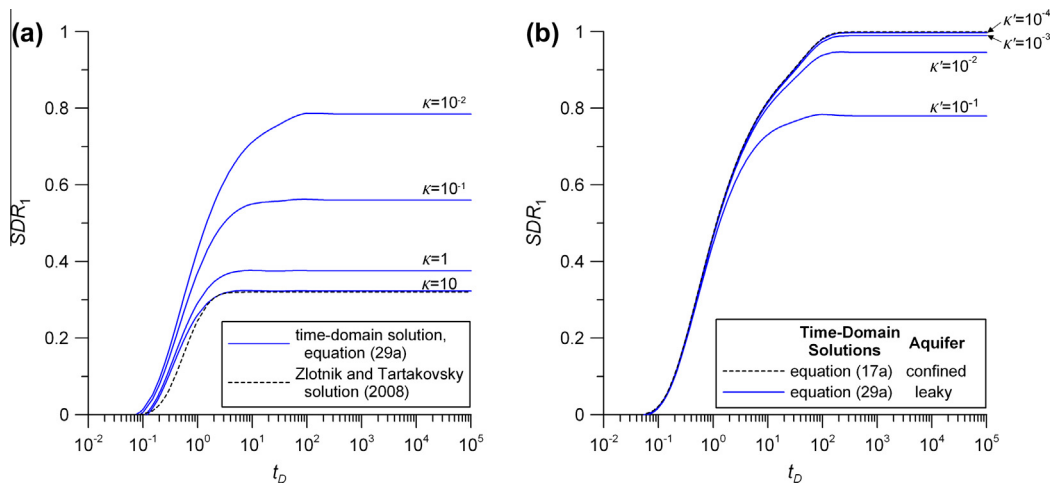 (a)
SDR₁
1
0.8
0.6
0.4
0.2
0
κ=10⁻²
κ=10⁻¹
κ=1
κ=10
time-domain solution,
equation (29a)
Zlotnik and Tartakovsky
solution (2008)
10⁻² 10⁻¹ 10⁰ 10¹ 10² 10³ 10⁴ 10⁵
t_D
(b)
SDR₁
1
0.8
0.6
0.4
0.2
0
κ'=10⁻⁴
κ'=10⁻³
κ'=10⁻²
κ'=10⁻¹
Time-Domain Aquifer
Solutions
equation (17a) confined
equation (29a) leaky
10⁻² 10⁻¹ 10⁰ 10¹ 10² 10³ 10⁴ 10⁵
t_D